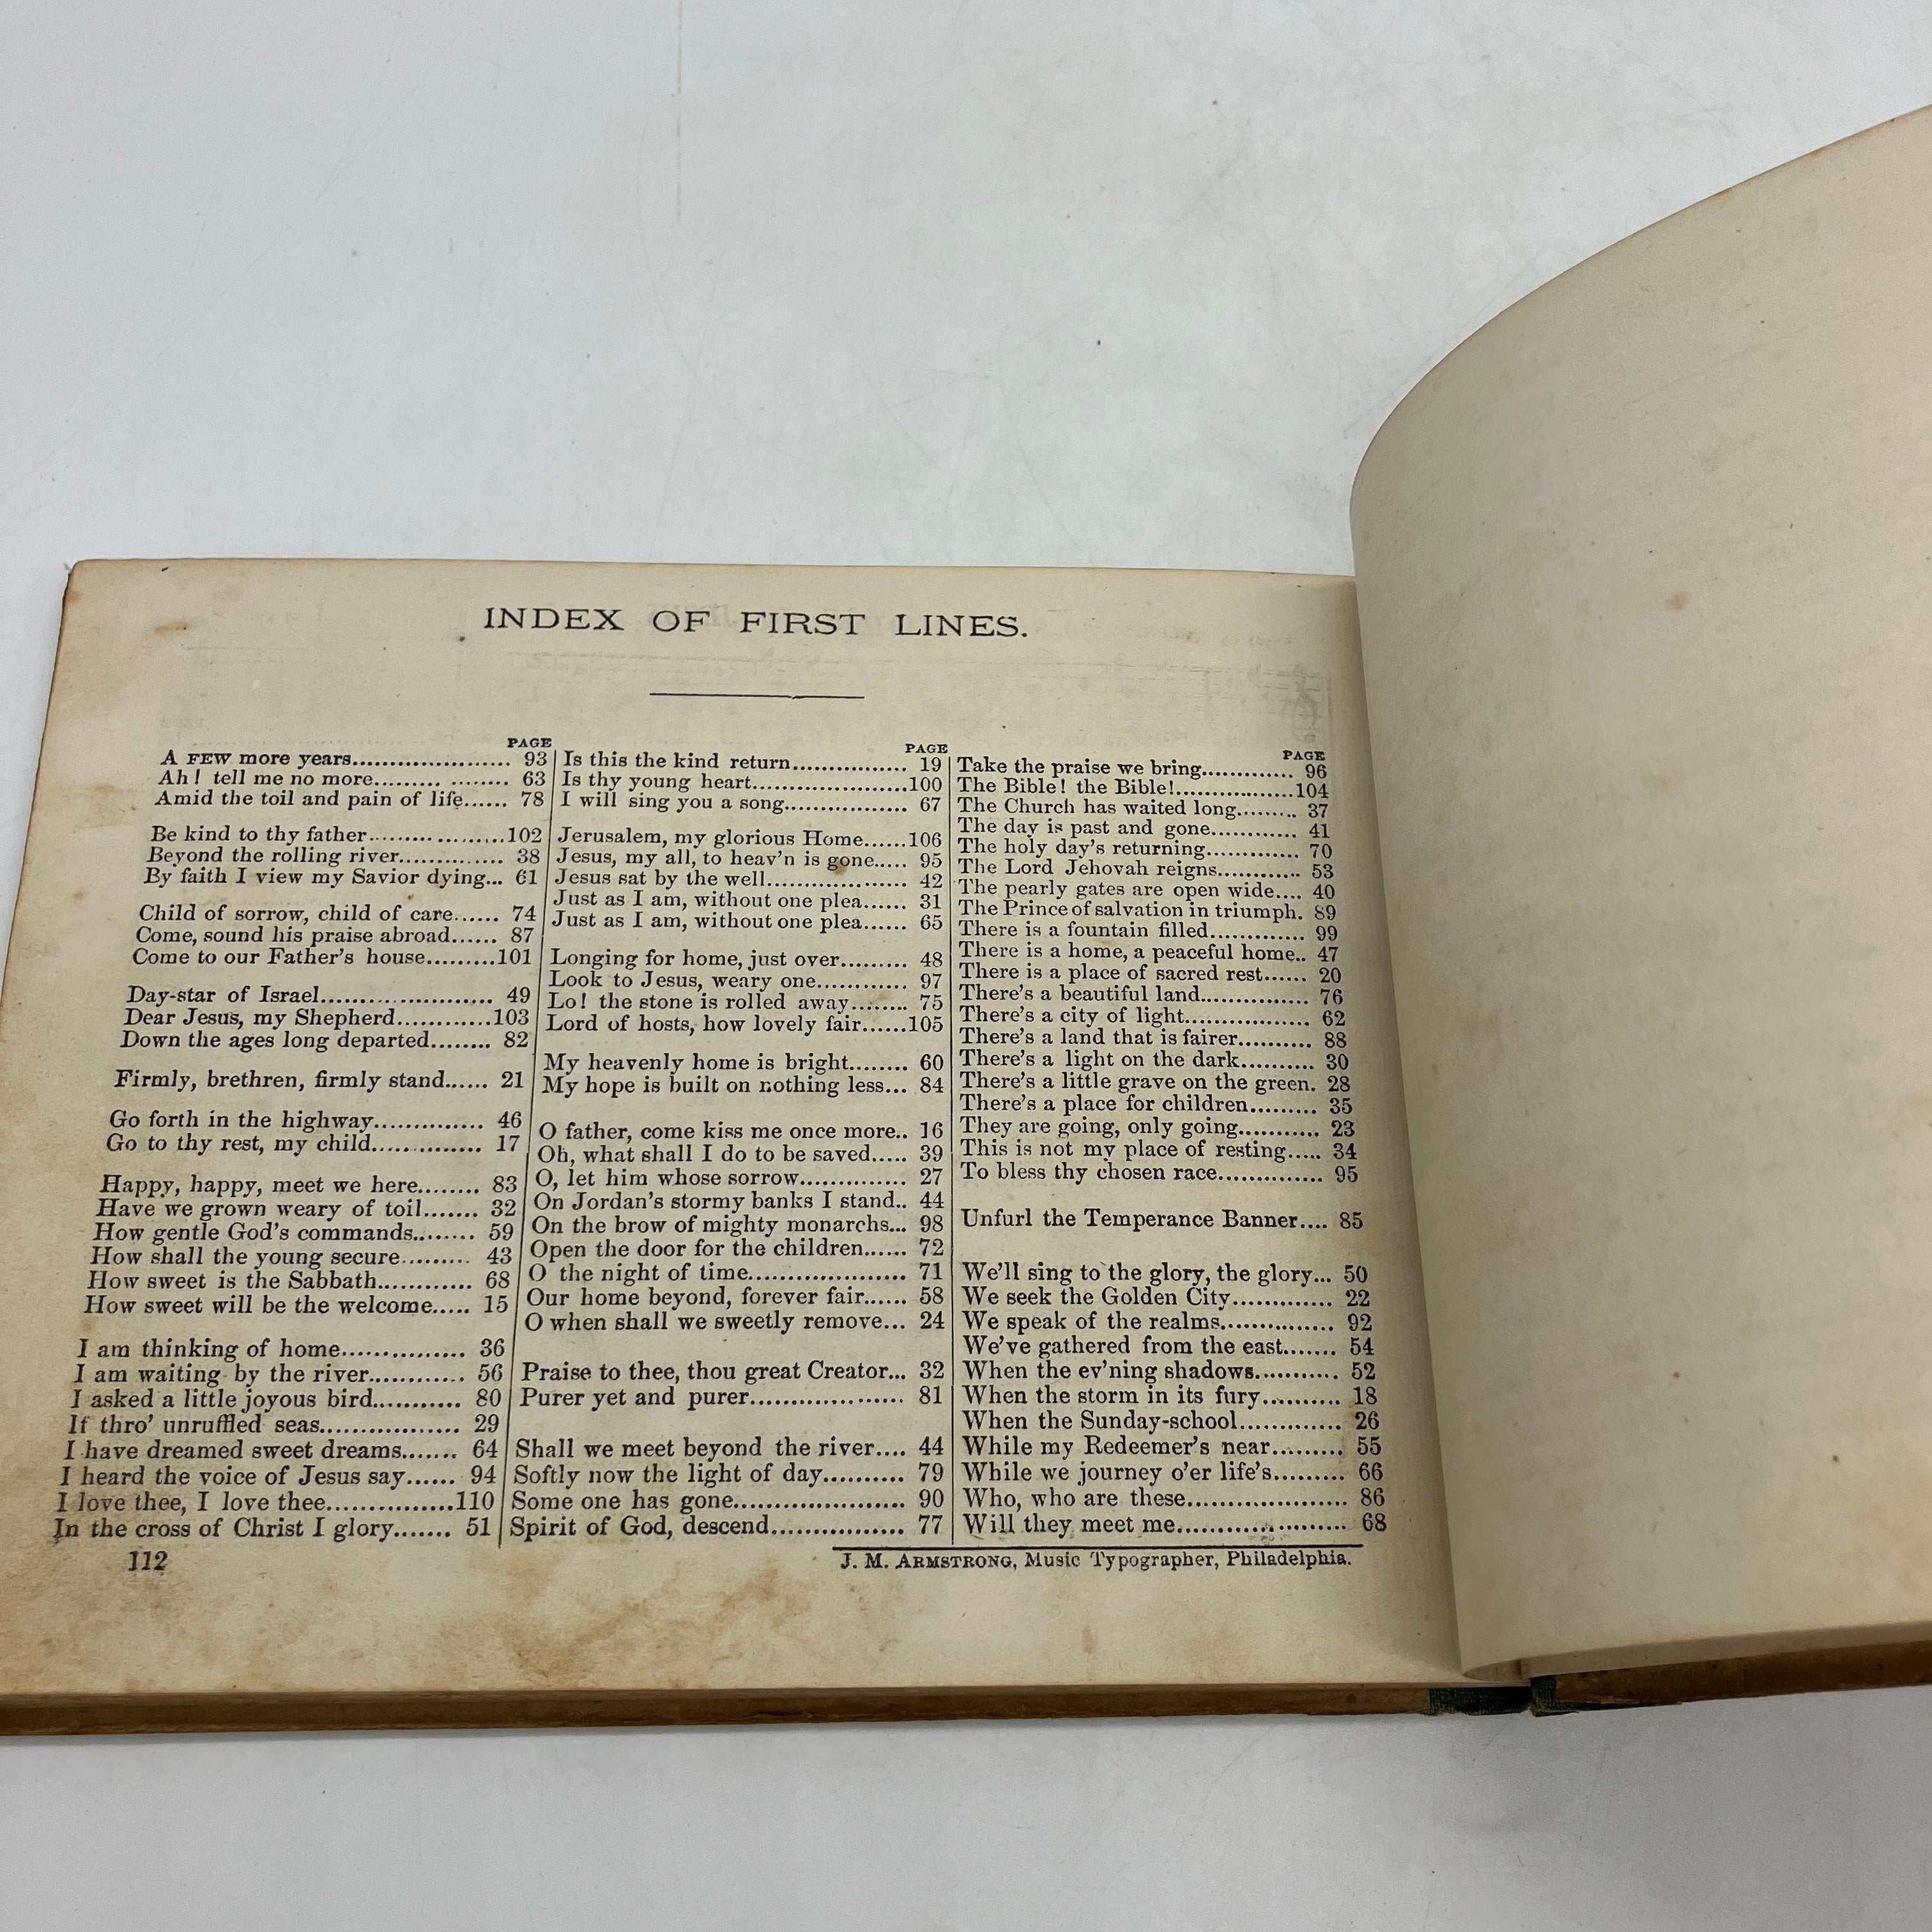 INDEX OF FIRST LINES.
PAGE
A FEW more years...................... 93
Ah! tell me no more......... ........ 63
Amid the toil and pain of life...... 78
Be kind to thy father......... ..........102
Beyond the rolling river............... 38
By faith I view my Savior dying... 61
Child of sorrow, child of care...... 74
Come, sound his praise abroad...... 87
Come to our Father's house.........101
Day-star of Israel........................ 49
Dear Jesus, my Shepherd............103
Down the ages long departed........ 82
Firmly, brethren, firmly stand...... 21
Go forth in the highway............... 46
Go to thy rest, my child............... 17
Happy, happy, meet we here........ 83
Have we grown weary of toil....... 32
How gentle God's commands........ 59
How shall the young secure.......... 43
How sweet is the Sabbath............ 68
How sweet will be the welcome..... 15
I am thinking of home............... 36
I am waiting by the river............ 56
I asked a little joyous bird........... 80
If thro' unruffled seas................. 29
I have dreamed sweet dreams....... 64
I heard the voice of Jesus say...... 94
I love thee, I love thee...............110
In the cross of Christ I glory....... 51
112
PAGE
Is this the kind return................ 19
Is thy young heart......................100
I will sing you a song................. 67
Jerusalem, my glorious Home......106
Jesus, my all, to heav'n is gone..... 95
Jesus sat by the well.................... 42
Just as I am, without one plea...... 31
Just as I am, without one plea...... 65
Longing for home, just over......... 48
Look to Jesus, weary one............. 97
Lo! the stone is rolled away........ 75
Lord of hosts, how lovely fair......105
My heavenly home is bright........ 60
My hope is built on nothing less... 84
O father, come kiss me once more.. 16
Oh, what shall I do to be saved..... 39
O, let him whose sorrow.............. 27
On Jordan's stormy banks I stand.. 44
On the brow of mighty monarchs... 98
Open the door for the children...... 72
O the night of time...................... 71
Our home beyond, forever fair...... 58
O when shall we sweetly remove... 24
Praise to thee, thou great Creator... 32
Purer yet and purer.................... 81
Shall we meet beyond the river.... 44
Softly now the light of day.......... 79
Some one has gone...................... 90
Spirit of God, descend................. 77
PAGE
Take the praise we bring............. 96
The Bible! the Bible!.................104
The Church has waited long......... 37
The day is past and gone............ 41
The holy day's returning............. 70
The Lord Jehovah reigns............ 53
The pearly gates are open wide.... 40
The Prince of salvation in triumph. 89
There is a fountain filled............. 99
There is a home, a peaceful home.. 47
There is a place of sacred rest...... 20
There's a beautiful land............... 76
There's a city of light.................. 62
There's a land that is fairer.......... 88
There's a light on the dark.......... 30
There's a little grave on the green. 28
There's a place for children......... 35
They are going, only going........... 23
This is not my place of resting..... 34
To bless thy chosen race.............. 95
Unfurl the Temperance Banner.... 85
We'll sing to the glory, the glory... 50
We seek the Golden City............. 22
We speak of the realms............... 92
We've gathered from the east....... 54
When the ev'ning shadows........... 52
When the storm in its fury.......... 18
When the Sunday-school............. 26
While my Redeemer's near......... 55
While we journey o'er life's......... 66
Who, who are these..................... 86
Will they meet me...................... 68
J. M. ARMSTRONG, Music Typographer, Philadelphia.